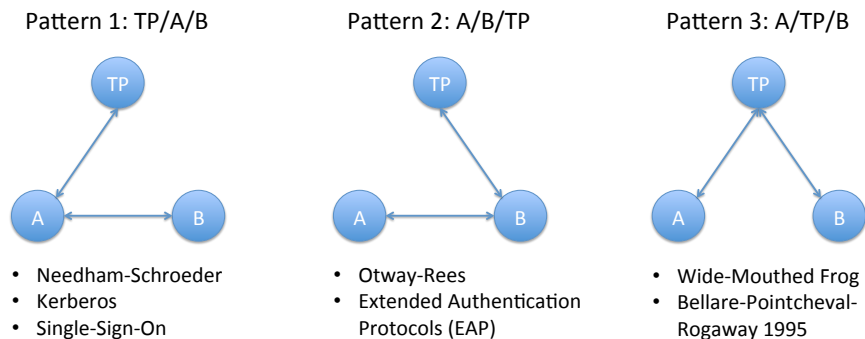 Pattern 1: TP/A/B
TP
A
B
• Needham-Schroeder
• Kerberos
• Single-Sign-On
Pattern 2: A/B/TP
TP
A
B
• Otway-Rees
• Extended Authentication
Protocols (EAP)
Pattern 3: A/TP/B
TP
A
B
• Wide-Mouthed Frog
• Bellare-Pointcheval-
Rogaway 1995